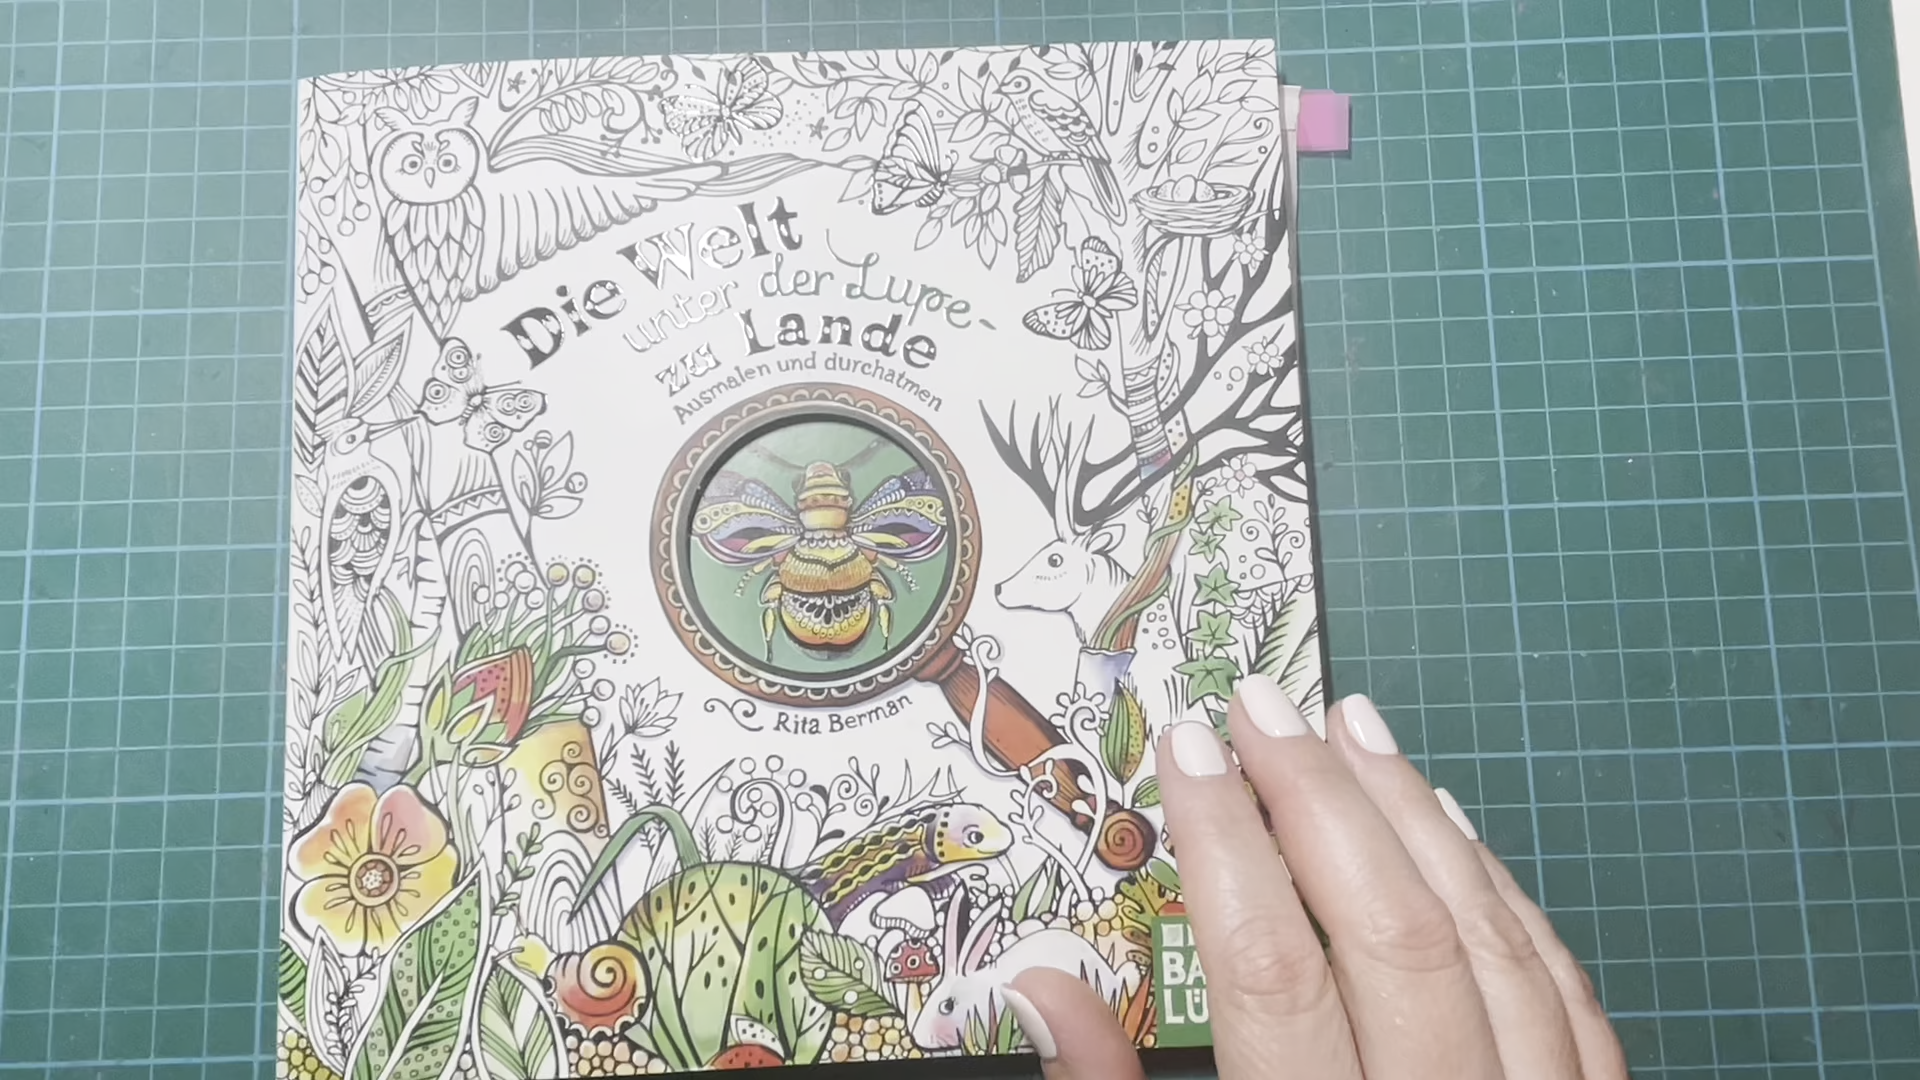 Die Welt
unter der Lupe-
zu Lande
Ausmalen und durchatmen
Rita Berman